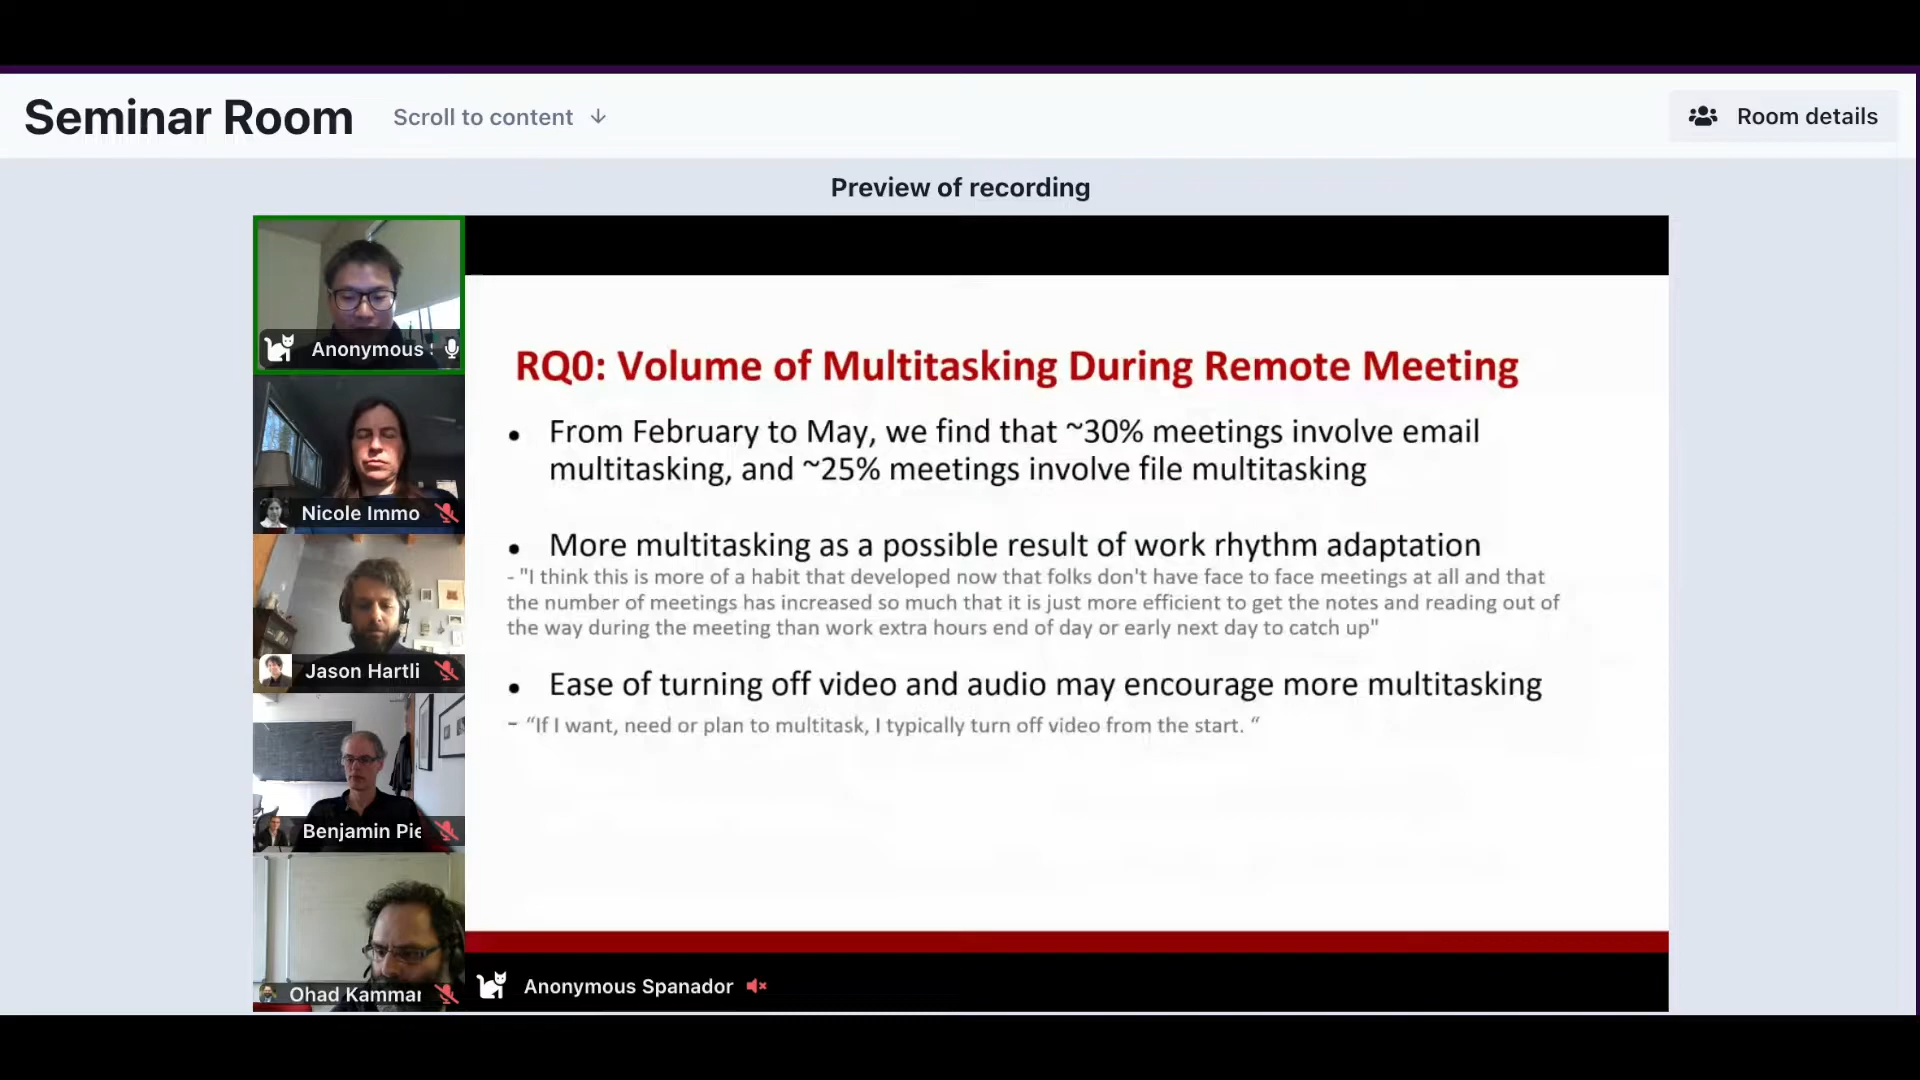 Seminar Room
Scroll to content ↓
Room details
Preview of recording
Anonymous
Nicole Immo
Jason Hartli
Benjamin Pie
Ohad Kammar
RQ0: Volume of Multitasking During Remote Meeting
• From February to May, we find that ~30% meetings involve email
multitasking, and ~25% meetings involve file multitasking
• More multitasking as a possible result of work rhythm adaptation
- "I think this is more of a habit that developed now that folks don't have face to face meetings at all and that
the number of meetings has increased so much that it is just more efficient to get the notes and reading out of
the way during the meeting than work extra hours end of day or early next day to catch up"
• Ease of turning off video and audio may encourage more multitasking
- “If I want, need or plan to multitask, I typically turn off video from the start. “
Anonymous Spanador